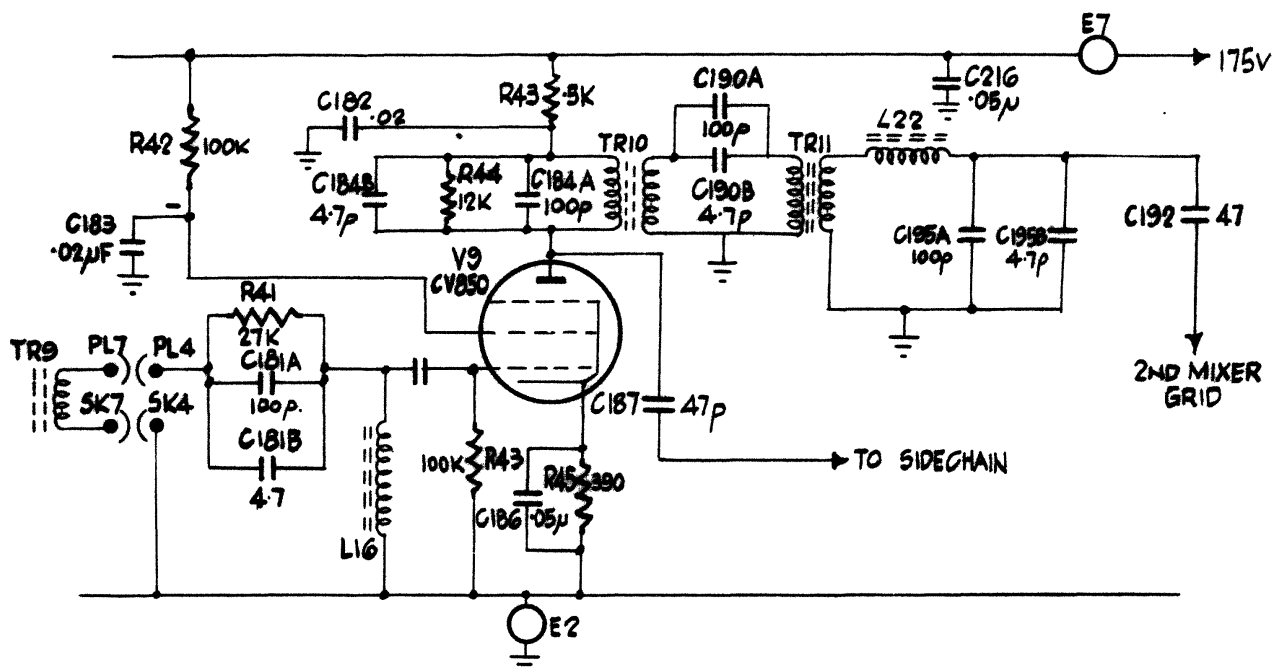 E7
175V
C216
.05µ
C190A
100p
R43
.5K
C182
.02
L22
TR10
TR11
R42
100K
C184B
4.7p
R44
12K
C184A
100p
C190B
4.7p
C183
.02µF
C195A
100p
C195B
4.7p
C192
47
V9
CV850
R41
27K
TR9
PL7
PL4
C181A
100p.
SK7
SK4
C181B
4.7
2ND MIXER
GRID
C187
47p
100K
R43
R45
390
TO SIDECHAIN
C186
.05µ
L16
E2